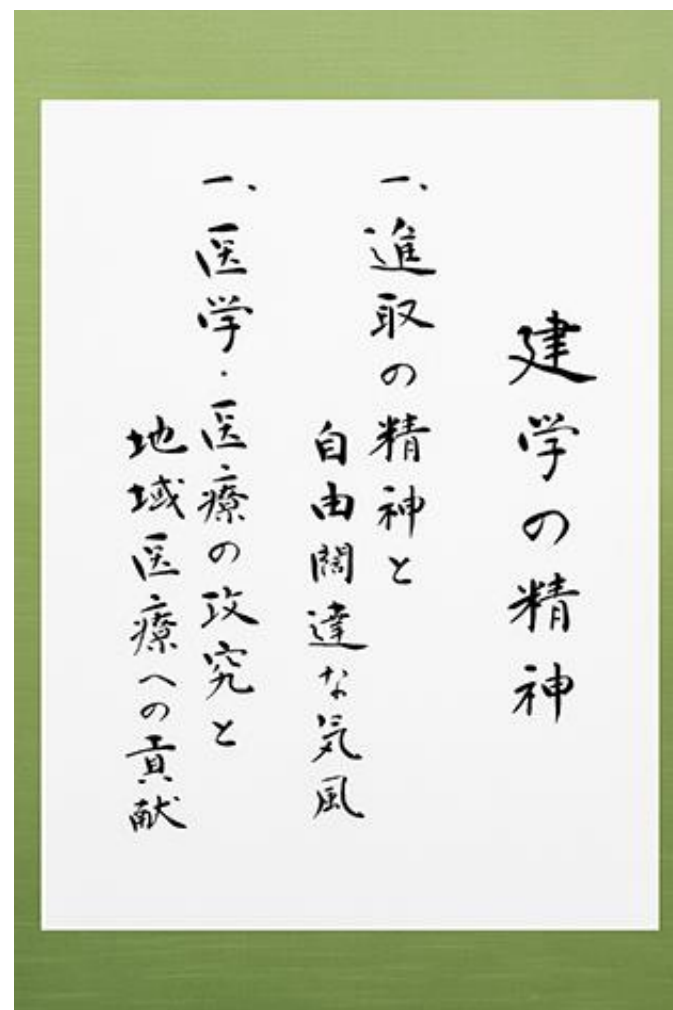 建学の精神
一、進取の精神と
自由闊達な気風
一、医学・医療の攻究と
地域医療への貢献